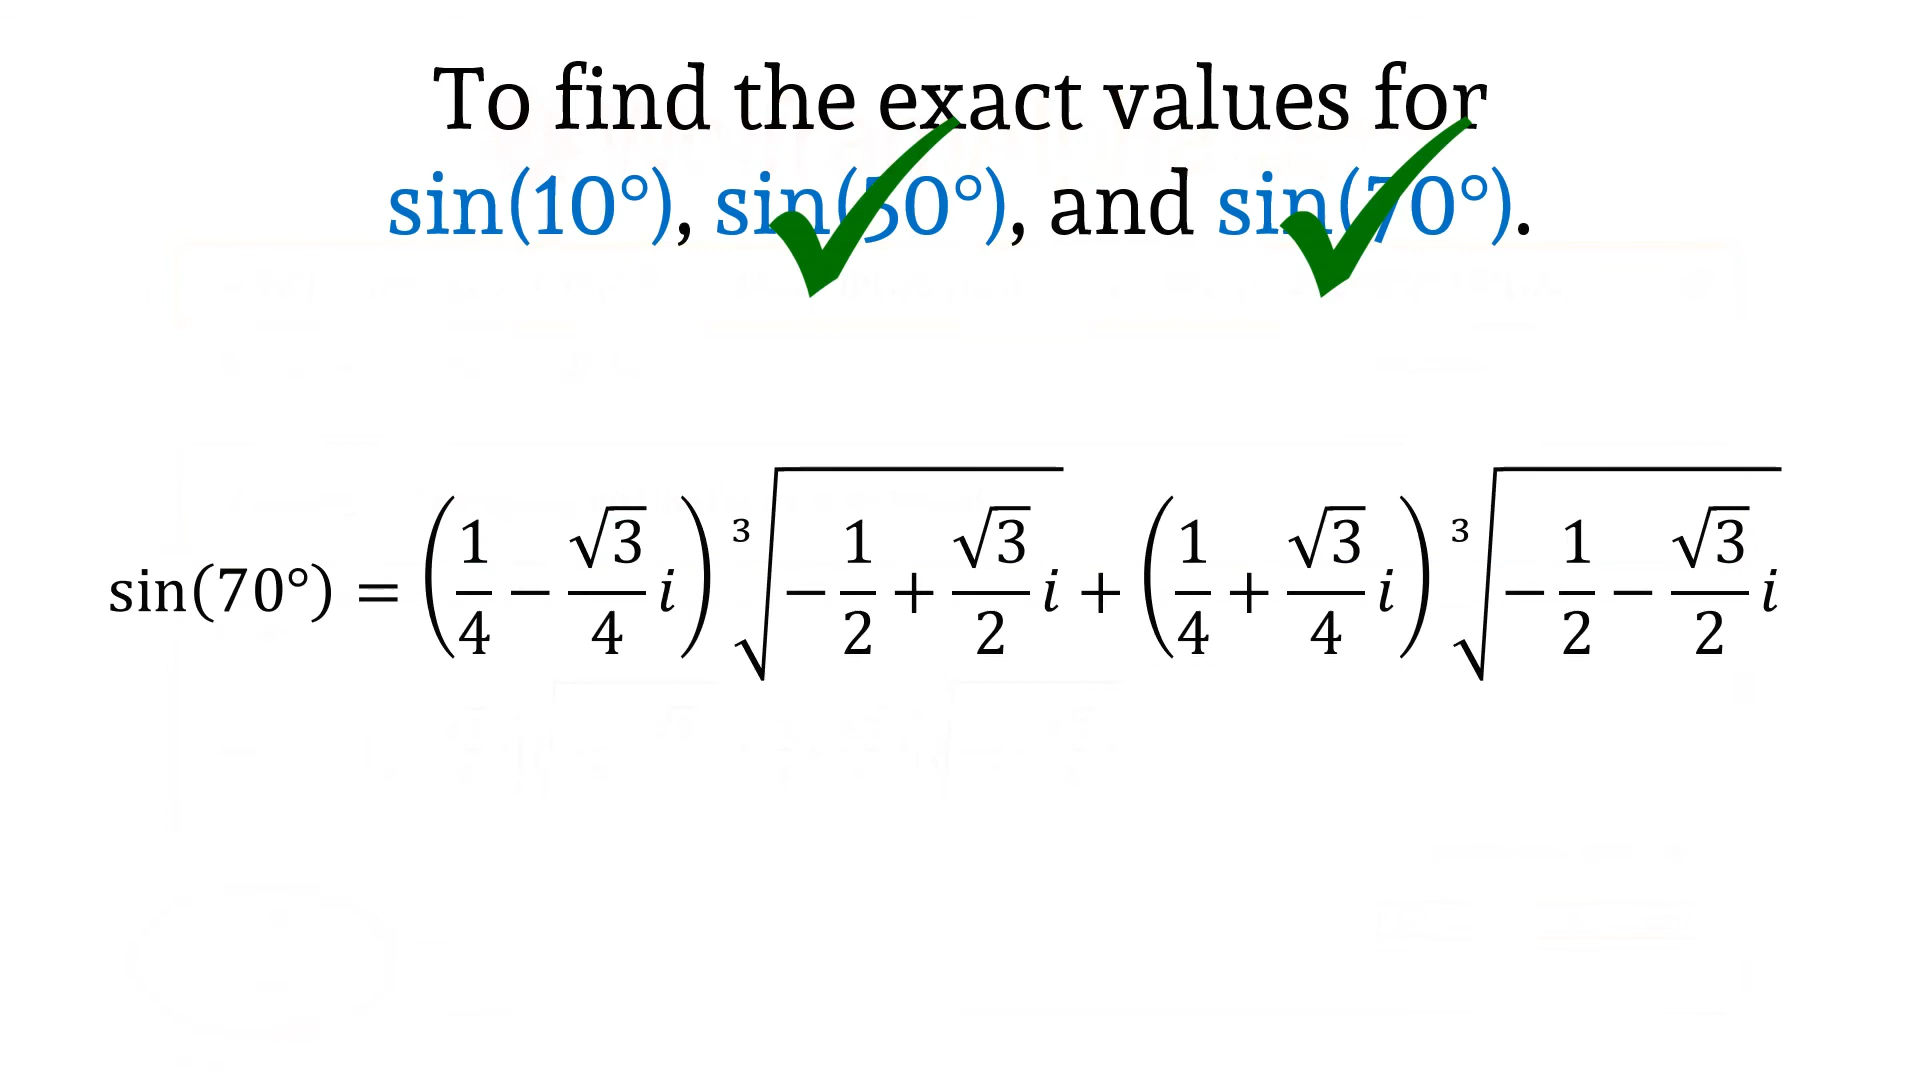 To find the exact values for
sin(10°), sin(50°), and sin(70°).
sin(70°) = (1/4 − √3/4 i) ∛(−1/2 + √3/2 i) + (1/4 + √3/4 i) ∛(−1/2 − √3/2 i)